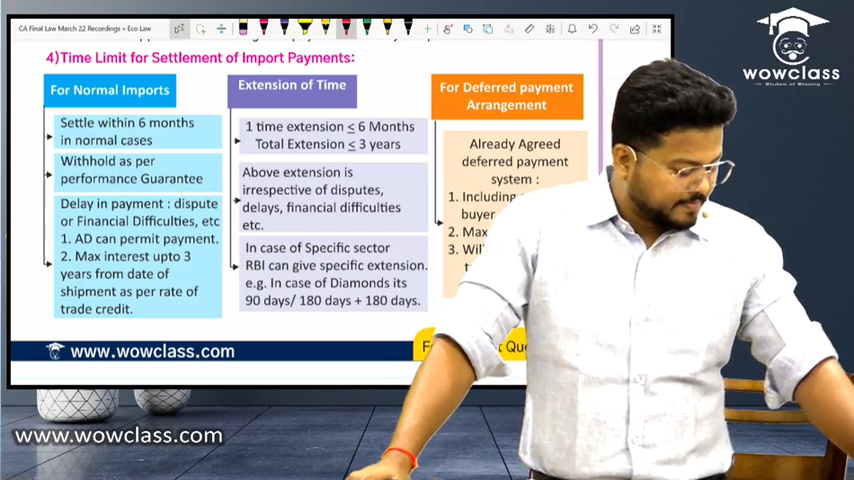 CA Final Law March 22 Recordings » Eco Law
4)Time Limit for Settlement of Import Payments:
For Normal Imports
Settle within 6 months
in normal cases
Withhold as per
performance Guarantee
Delay in payment : dispute
or Financial Difficulties, etc
1. AD can permit payment.
2. Max interest upto 3
years from date of
shipment as per rate of
trade credit.
Extension of Time
1 time extension ≤ 6 Months
Total Extension ≤ 3 years
Above extension is
irrespective of disputes,
delays, financial difficulties
etc.
In case of Specific sector
RBI can give specific extension.
e.g. In case of Diamonds its
90 days/ 180 days + 180 days.
For Deferred payment
Arrangement
Already Agreed
deferred payment
system :
1. Including
buyer
2. Max
3.
www.wowclass.com
www.wowclass.com
wowclass
Wisdom of Winning